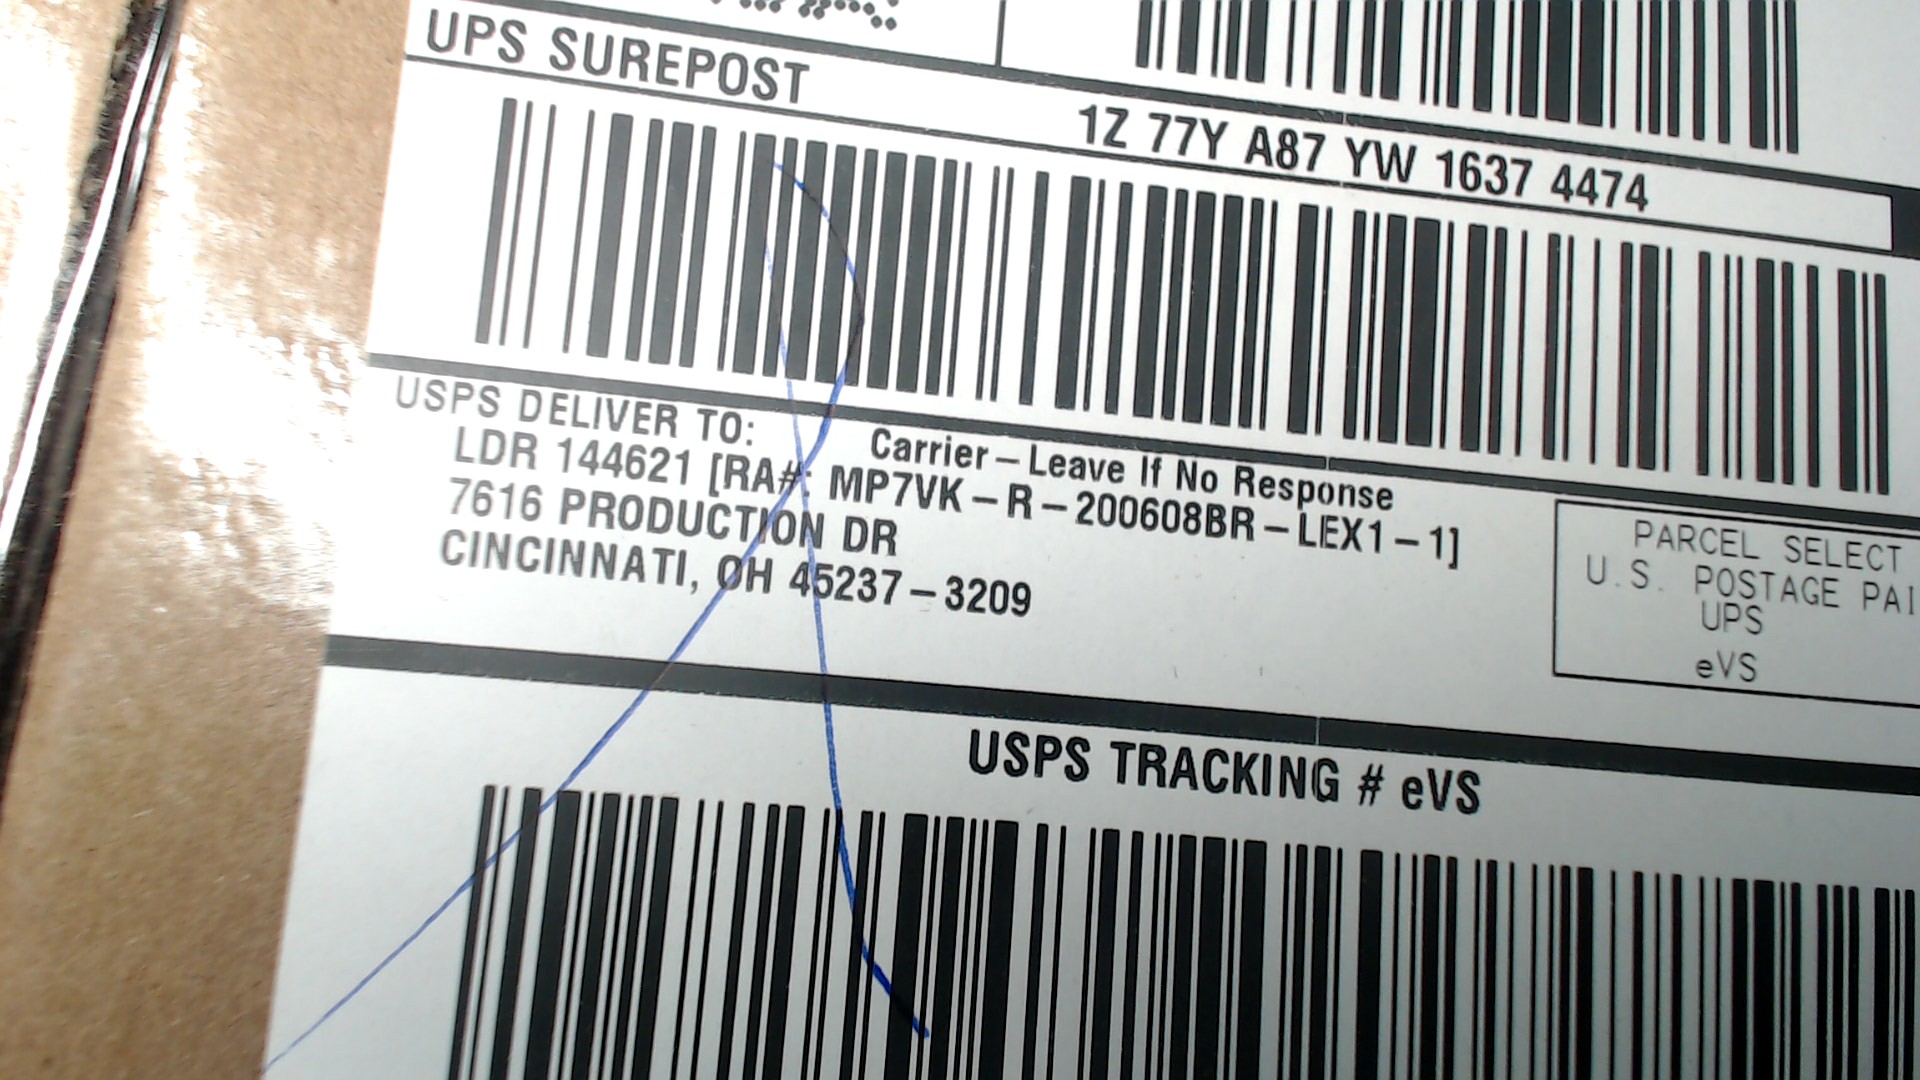 UPS SUREPOST
1Z 77Y A87 YW 1637 4474
USPS DELIVER TO:
Carrier – Leave If No Response
LDR 144621 [RA#: MP7VK – R – 200608BR – LEX1 – 1]
7616 PRODUCTION DR
CINCINNATI, OH 45237 – 3209
PARCEL SELECT
U.S. POSTAGE PAI
UPS
eVS
USPS TRACKING # eVS